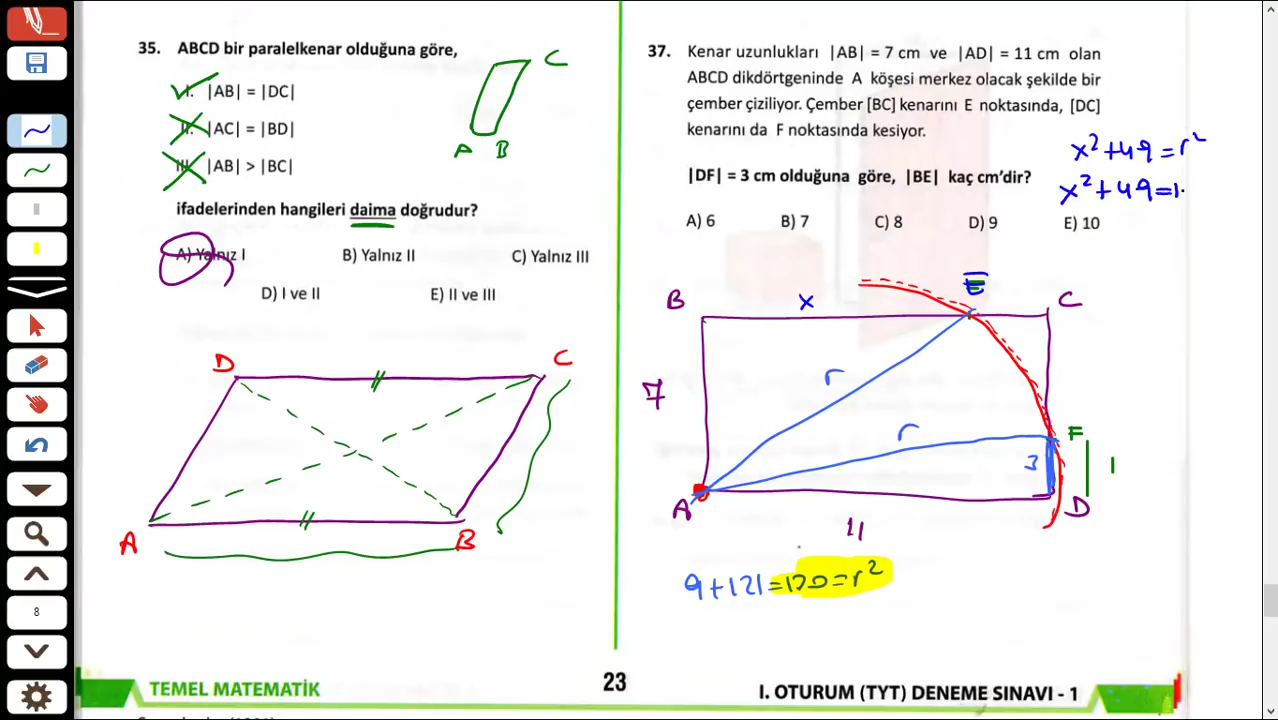 35. ABCD bir paralelkenar olduğuna göre,
I. |AB| = |DC|
II. |AC| = |BD|
III. |AB| > |BC|
ifadelerinden hangileri daima doğrudur?
A) Yalnız I
B) Yalnız II
C) Yalnız III
D) I ve II
E) II ve III
C
A
B
D
C
A
B
37. Kenar uzunlukları |AB| = 7 cm ve |AD| = 11 cm olan
ABCD dikdörtgeninde A köşesi merkez olacak şekilde bir
çember çiziliyor. Çember [BC] kenarını E noktasında, [DC]
kenarını da F noktasında kesiyor.
x²+49=r²
x²+49=1
|DF| = 3 cm olduğuna göre, |BE| kaç cm'dir?
A) 6
B) 7
C) 8
D) 9
E) 10
B
x
E
C
7
r
r
F
3
1
A
D
11
9+121=130=r²
8
TEMEL MATEMATİK
23
I. OTURUM (TYT) DENEME SINAVI - 1